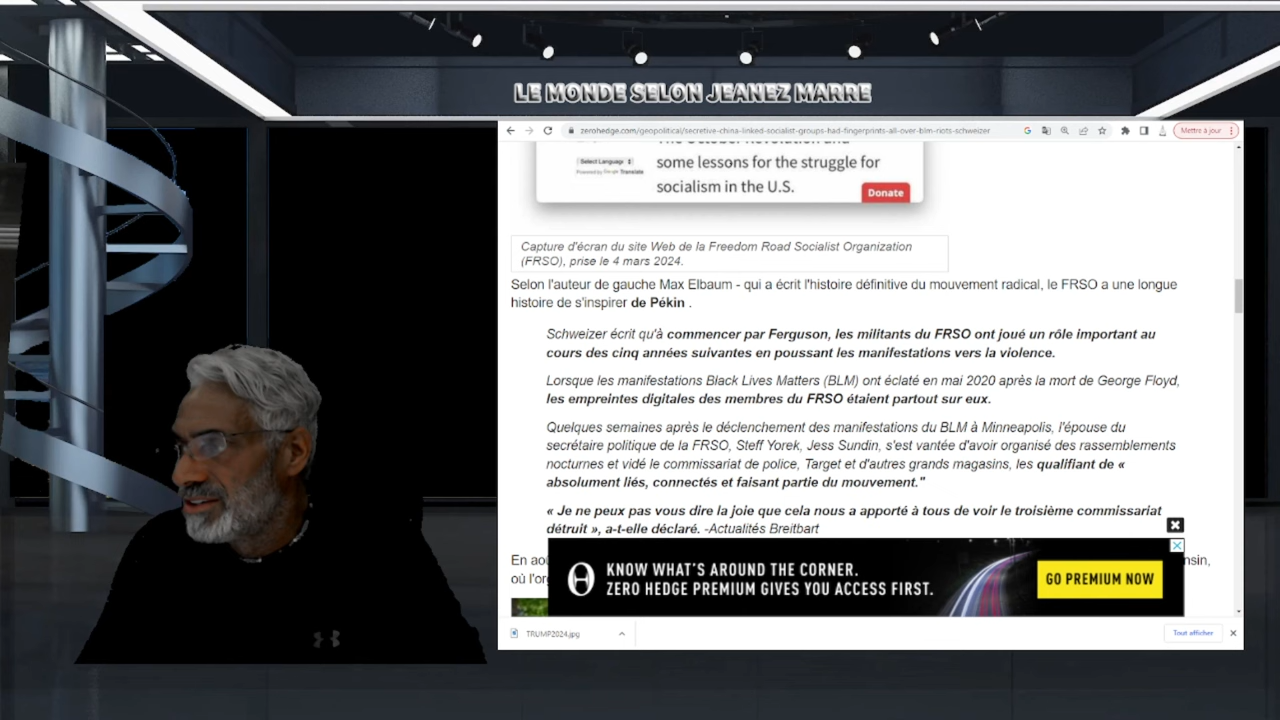 LE MONDE SELON JEANEZ MARRE
zerohedge.com/geopolitical/secretive-china-linked-socialist-groups-had-fingerprints-all-over-blm-riots-schweizer
Mettre à jour
The October Revolution and
some lessons for the struggle for
socialism in the U.S.
Select Language
Powered by Google Translate
Donate
Capture d'écran du site Web de la Freedom Road Socialist Organization
(FRSO), prise le 4 mars 2024.
Selon l'auteur de gauche Max Elbaum - qui a écrit l'histoire définitive du mouvement radical, le FRSO a une longue
histoire de s'inspirer de Pékin .
Schweizer écrit qu'à commencer par Ferguson, les militants du FRSO ont joué un rôle important au
cours des cinq années suivantes en poussant les manifestations vers la violence.
Lorsque les manifestations Black Lives Matters (BLM) ont éclaté en mai 2020 après la mort de George Floyd,
les empreintes digitales des membres du FRSO étaient partout sur eux.
Quelques semaines après le déclenchement des manifestations du BLM à Minneapolis, l'épouse du
secrétaire politique de la FRSO, Steff Yorek, Jess Sundin, s'est vantée d'avoir organisé des rassemblements
nocturnes et vidé le commissariat de police, Target et d'autres grands magasins, les qualifiant de «
absolument liés, connectés et faisant partie du mouvement."
« Je ne peux pas vous dire la joie que cela nous a apporté à tous de voir le troisième commissariat
détruit », a-t-elle déclaré. -Actualités Breitbart
En
nsin,
où
KNOW WHAT'S AROUND THE CORNER.
ZERO HEDGE PREMIUM GIVES YOU ACCESS FIRST.
GO PREMIUM NOW
TRUMP2024.jpg
Tout afficher